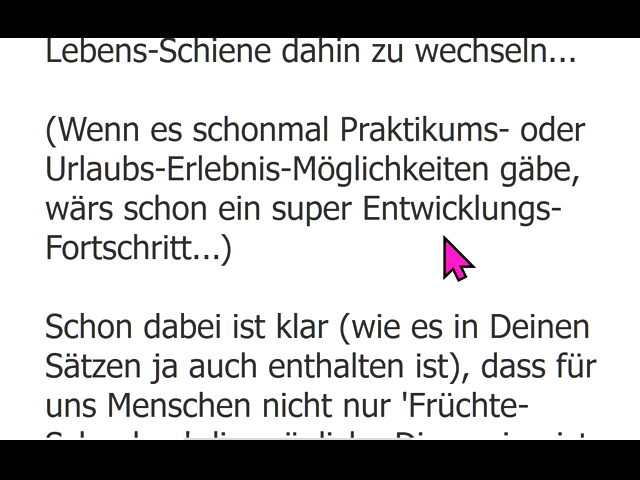 Lebens-Schiene dahin zu wechseln...
(Wenn es schonmal Praktikums- oder
Urlaubs-Erlebnis-Möglichkeiten gäbe,
wärs schon ein super Entwicklungs-
Fortschritt...)
Schon dabei ist klar (wie es in Deinen
Sätzen ja auch enthalten ist), dass für
uns Menschen nicht nur 'Früchte-